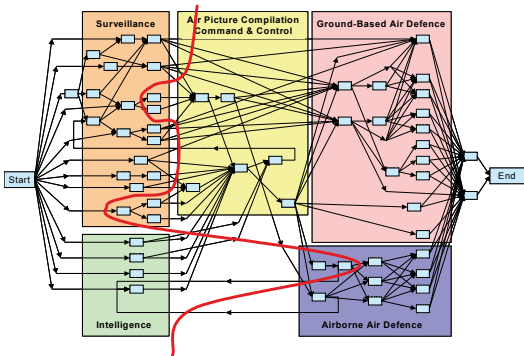 Surveillance
Air Picture Compilation
Command & Control
Ground-Based Air Defence
Start
End
Intelligence
Airborne Air Defence